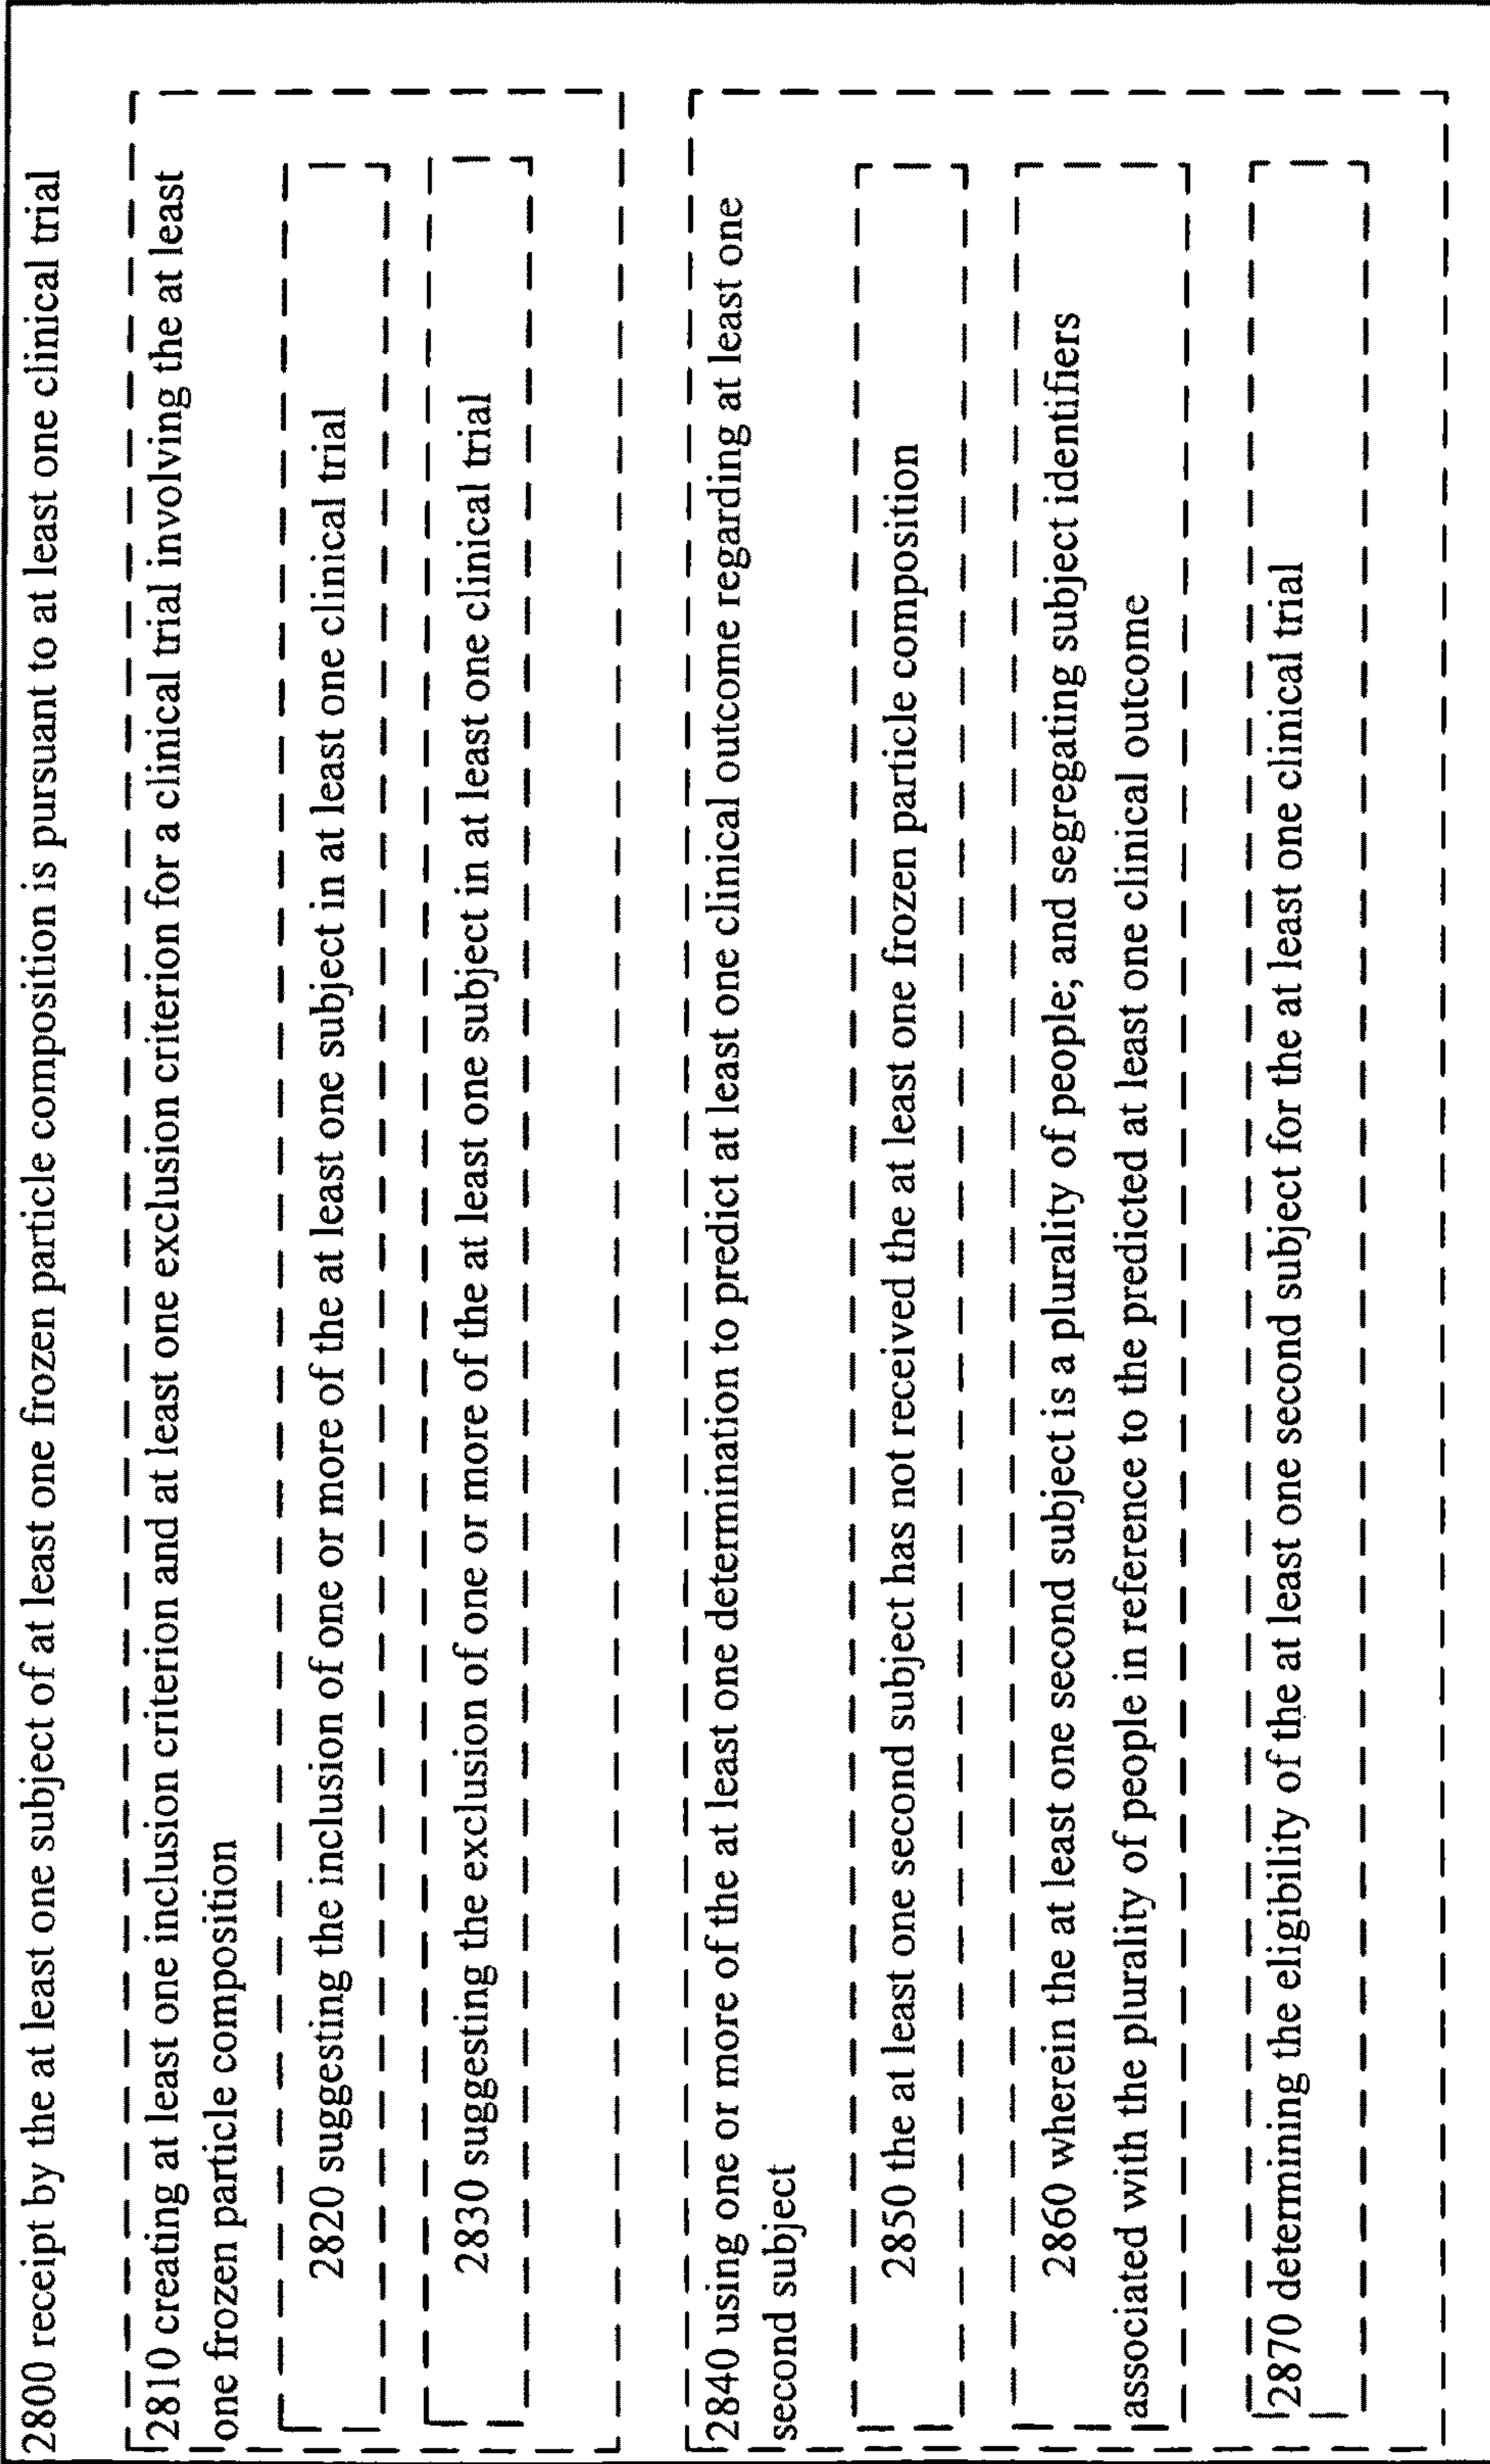 2800 receipt by the at least one subject of at least one frozen particle composition is pursuant to at least one clinical trial
2810 creating at least one inclusion criterion and at least one exclusion criterion for a clinical trial involving the at least
one frozen particle composition
2820 suggesting the inclusion of one or more of the at least one subject in at least one clinical trial
2830 suggesting the exclusion of one or more of the at least one subject in at least one clinical trial
2840 using one or more of the at least one determination to predict at least one clinical outcome regarding at least one
second subject
2850 the at least one second subject has not received the at least one frozen particle composition
2860 wherein the at least one second subject is a plurality of people; and segregating subject identifiers
associated with the plurality of people in reference to the predicted at least one clinical outcome
2870 determining the eligibility of the at least one second subject for the at least one clinical trial